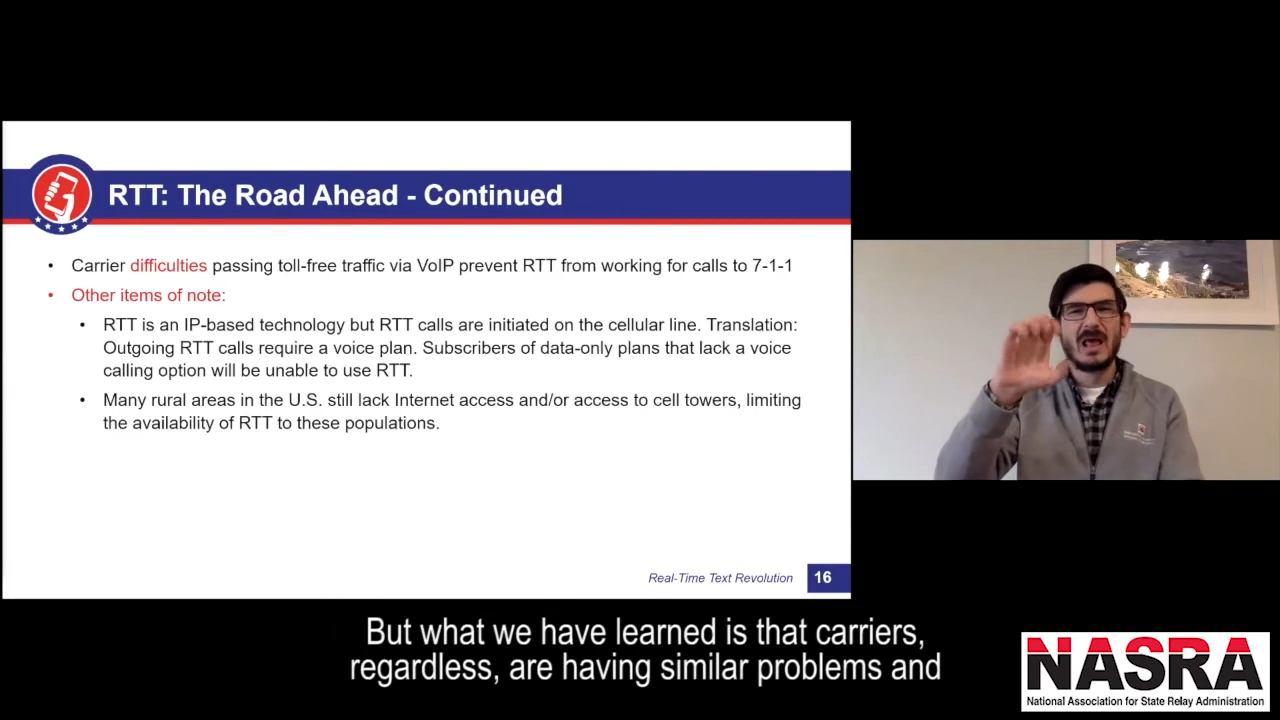 RTT: The Road Ahead - Continued
• Carrier difficulties passing toll-free traffic via VoIP prevent RTT from working for calls to 7-1-1
• Other items of note:
• RTT is an IP-based technology but RTT calls are initiated on the cellular line. Translation:
Outgoing RTT calls require a voice plan. Subscribers of data-only plans that lack a voice
calling option will be unable to use RTT.
• Many rural areas in the U.S. still lack Internet access and/or access to cell towers, limiting
the availability of RTT to these populations.
Real-Time Text Revolution 16
But what we have learned is that carriers,
regardless, are having similar problems and
NASRA
National Association for State Relay Administration